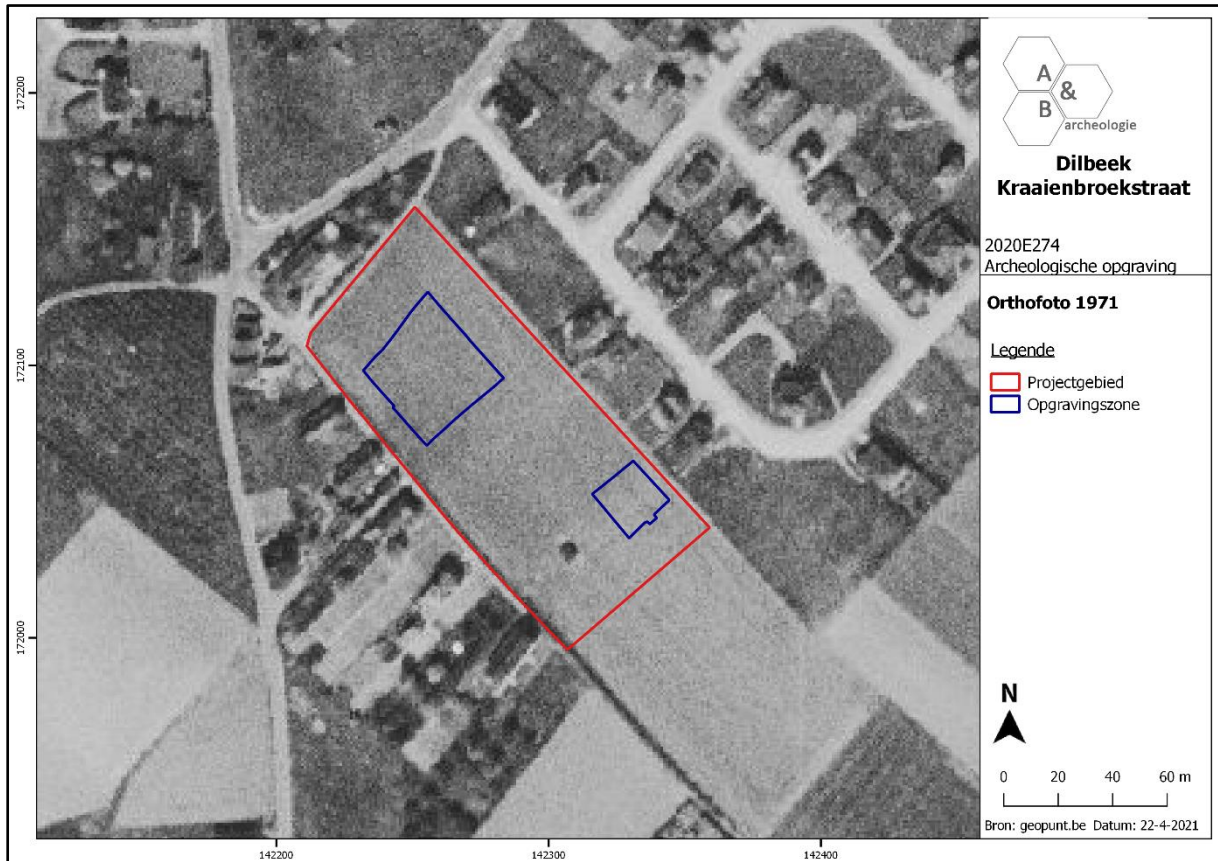 A
&
B
archeologie
Dilbeek
Kraaienbroekstraat
2020E274
Archeologische opgraving
Orthofoto 1971
Legende
Projectgebied
Opgravingszone
N
0 20 40 60 m
Bron: geopunt.be Datum: 22-4-2021
172200
172100
172000
142200 142300 142400